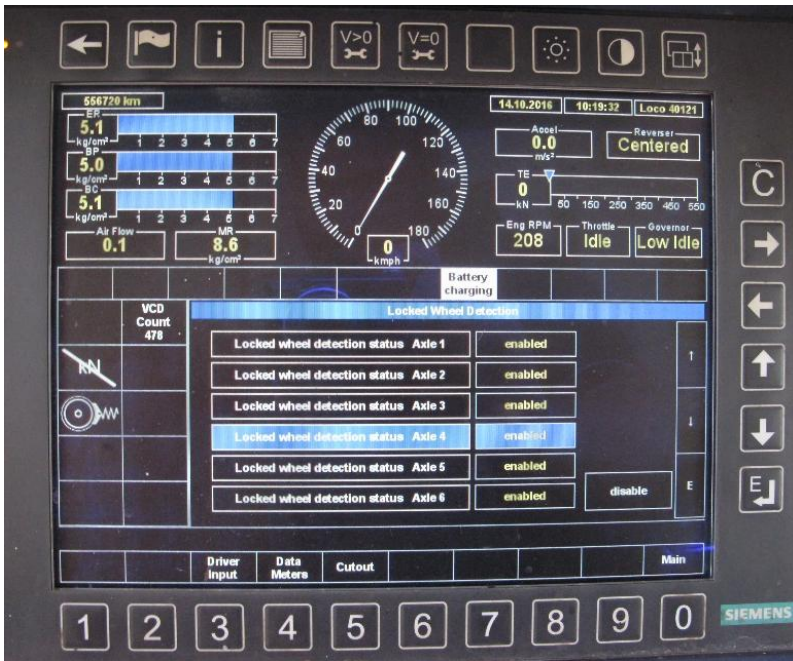 i
V>0
V=0
556720 km
14.10.2016
10:19:32
Loco 40121
ER
5.1
kg/cm²
1 2 3 4 5 6 7
BP
5.0
kg/cm²
1 2 3 4 5 6 7
BC
5.1
kg/cm²
1 2 3 4 5 6 7
Air Flow
0.1
MR
8.6
kg/cm²
0 20 40 60 80 100 120 140 160 180
0
kmph
Accel
0.0
m/s²
Reverser
Centered
TE
0
kN
50 150 250 350 450 550
Eng RPM
208
Throttle
Idle
Governor
Low Idle
Battery
charging
VCD
Count
478
kN
Locked Wheel Detection
Locked wheel detection status Axle 1 enabled
Locked wheel detection status Axle 2 enabled
Locked wheel detection status Axle 3 enabled
Locked wheel detection status Axle 4 enabled
Locked wheel detection status Axle 5 enabled
Locked wheel detection status Axle 6 enabled
disable
E
Driver
Input
Data
Meters
Cutout
Main
C
E
1 2 3 4 5 6 7 8 9 0
SIEMENS